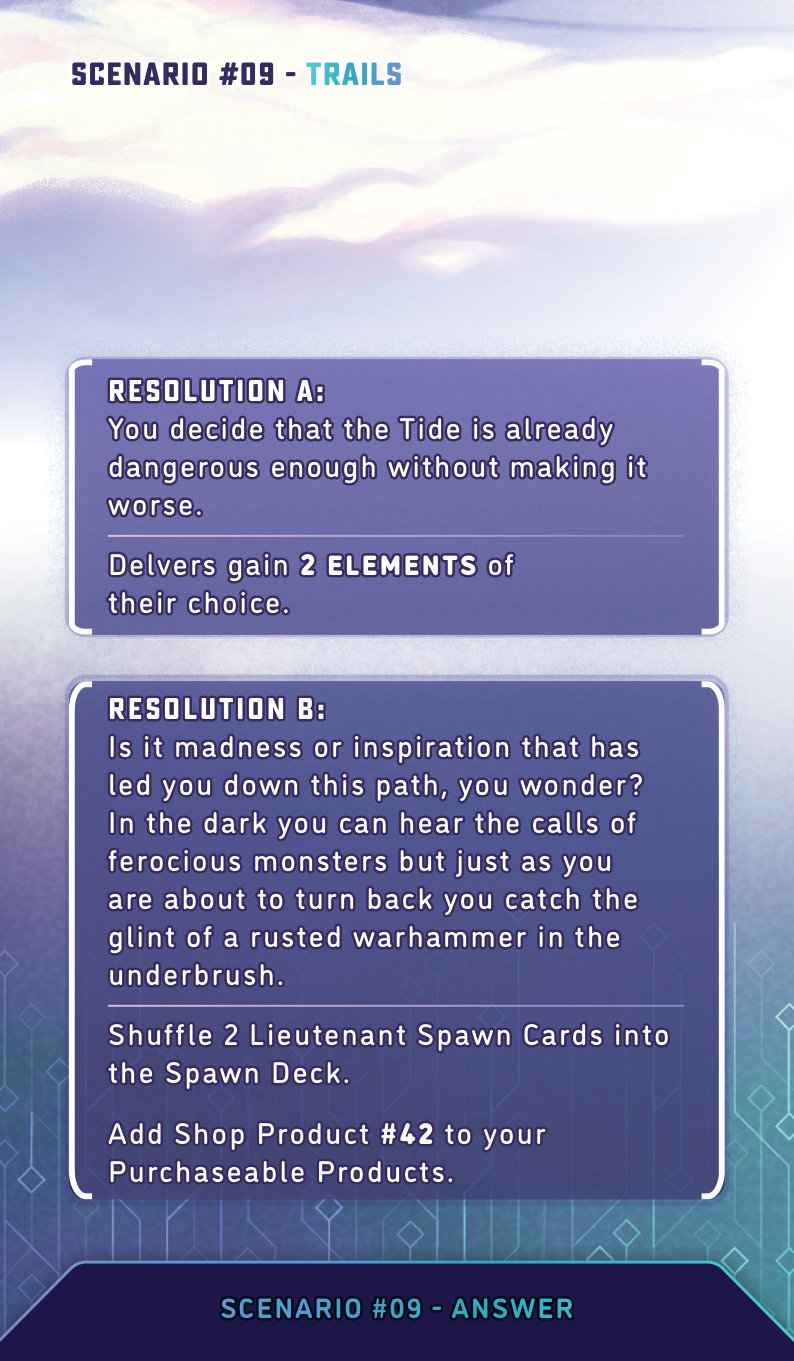 SCENARIO #09 - TRAILS
RESOLUTION A:
You decide that the Tide is already
dangerous enough without making it
worse.
Delvers gain 2 ELEMENTS of
their choice.
RESOLUTION B:
Is it madness or inspiration that has
led you down this path, you wonder?
In the dark you can hear the calls of
ferocious monsters but just as you
are about to turn back you catch the
glint of a rusted warhammer in the
underbrush.
Shuffle 2 Lieutenant Spawn Cards into
the Spawn Deck.
Add Shop Product #42 to your
Purchaseable Products.
SCENARIO #09 - ANSWER